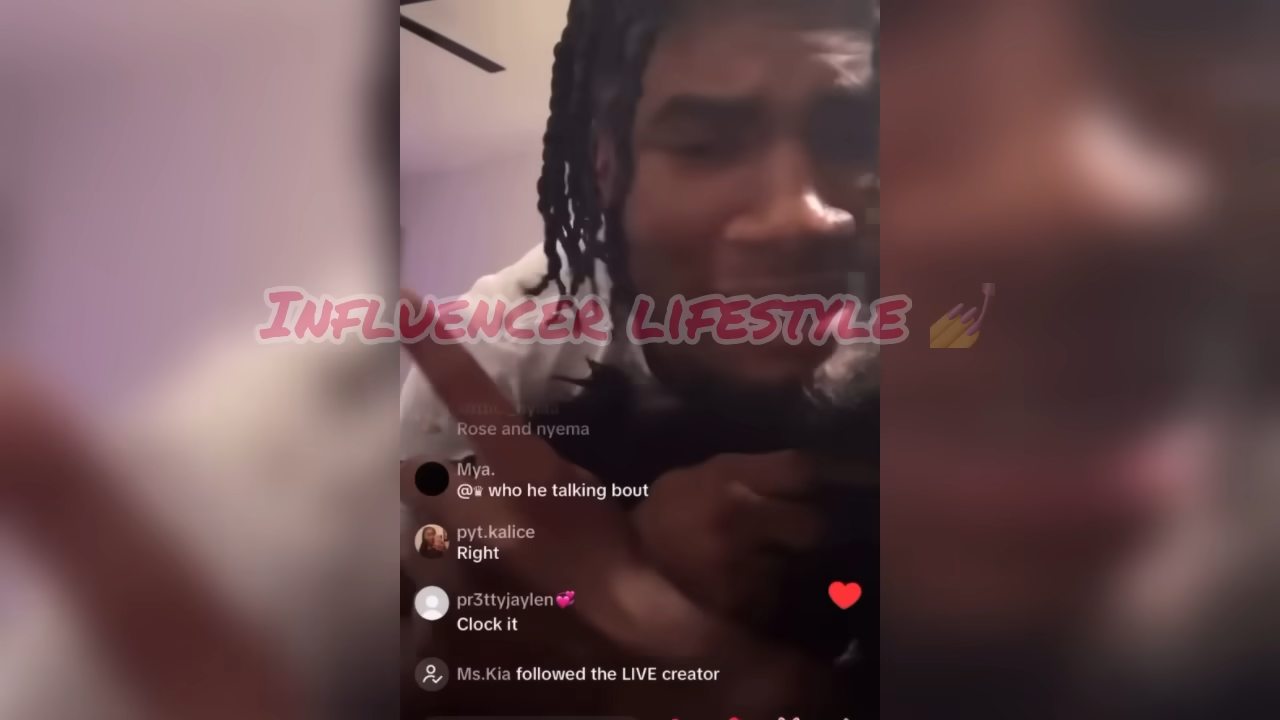 Influencer lifestyle 💅
Rose and nyema
Mya.
@♛ who he talking bout
pyt.kalice
Right
pr3ttyjaylen💞
Clock it
Ms.Kia followed the LIVE creator